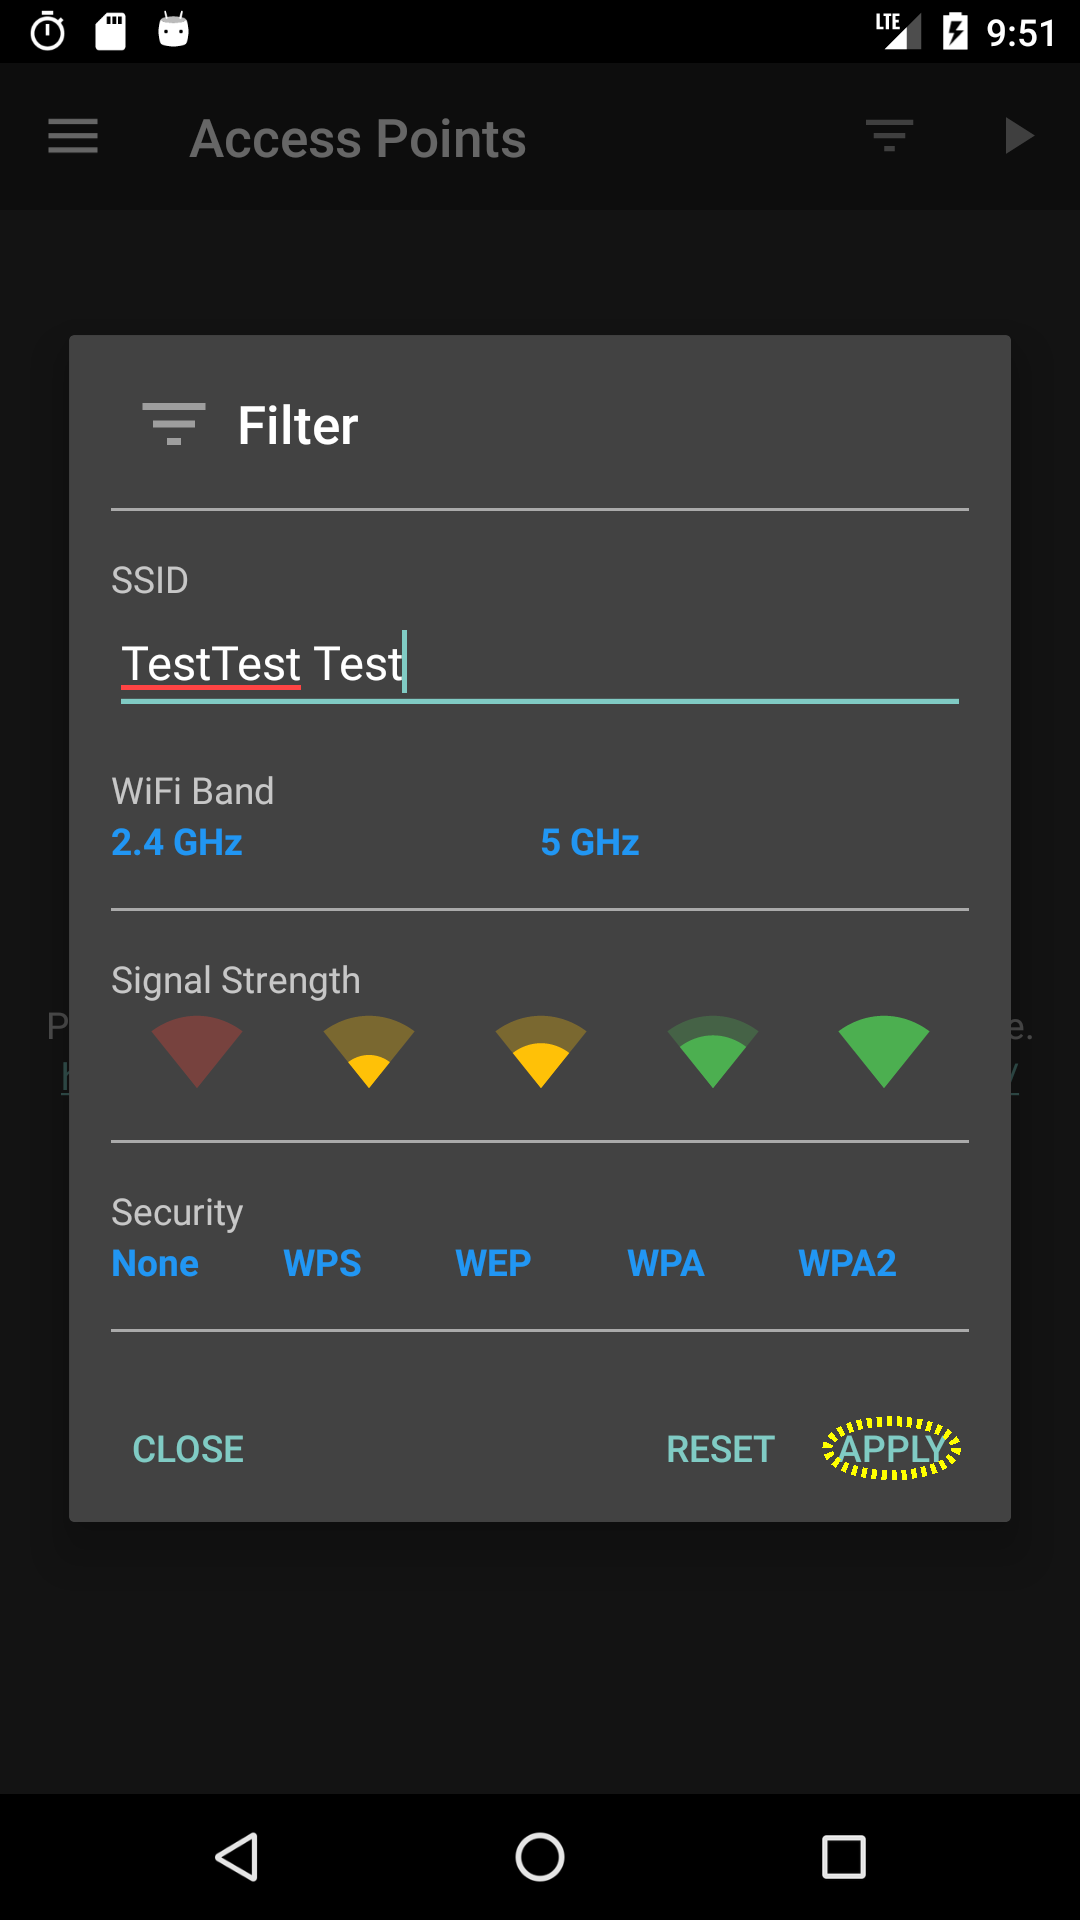 LTE 9:51
Access Points
Filter
SSID
TestTest Test
WiFi Band
2.4 GHz 5 GHz
Signal Strength
P e.
h /
Security
None WPS WEP WPA WPA2
CLOSE RESET APPLY